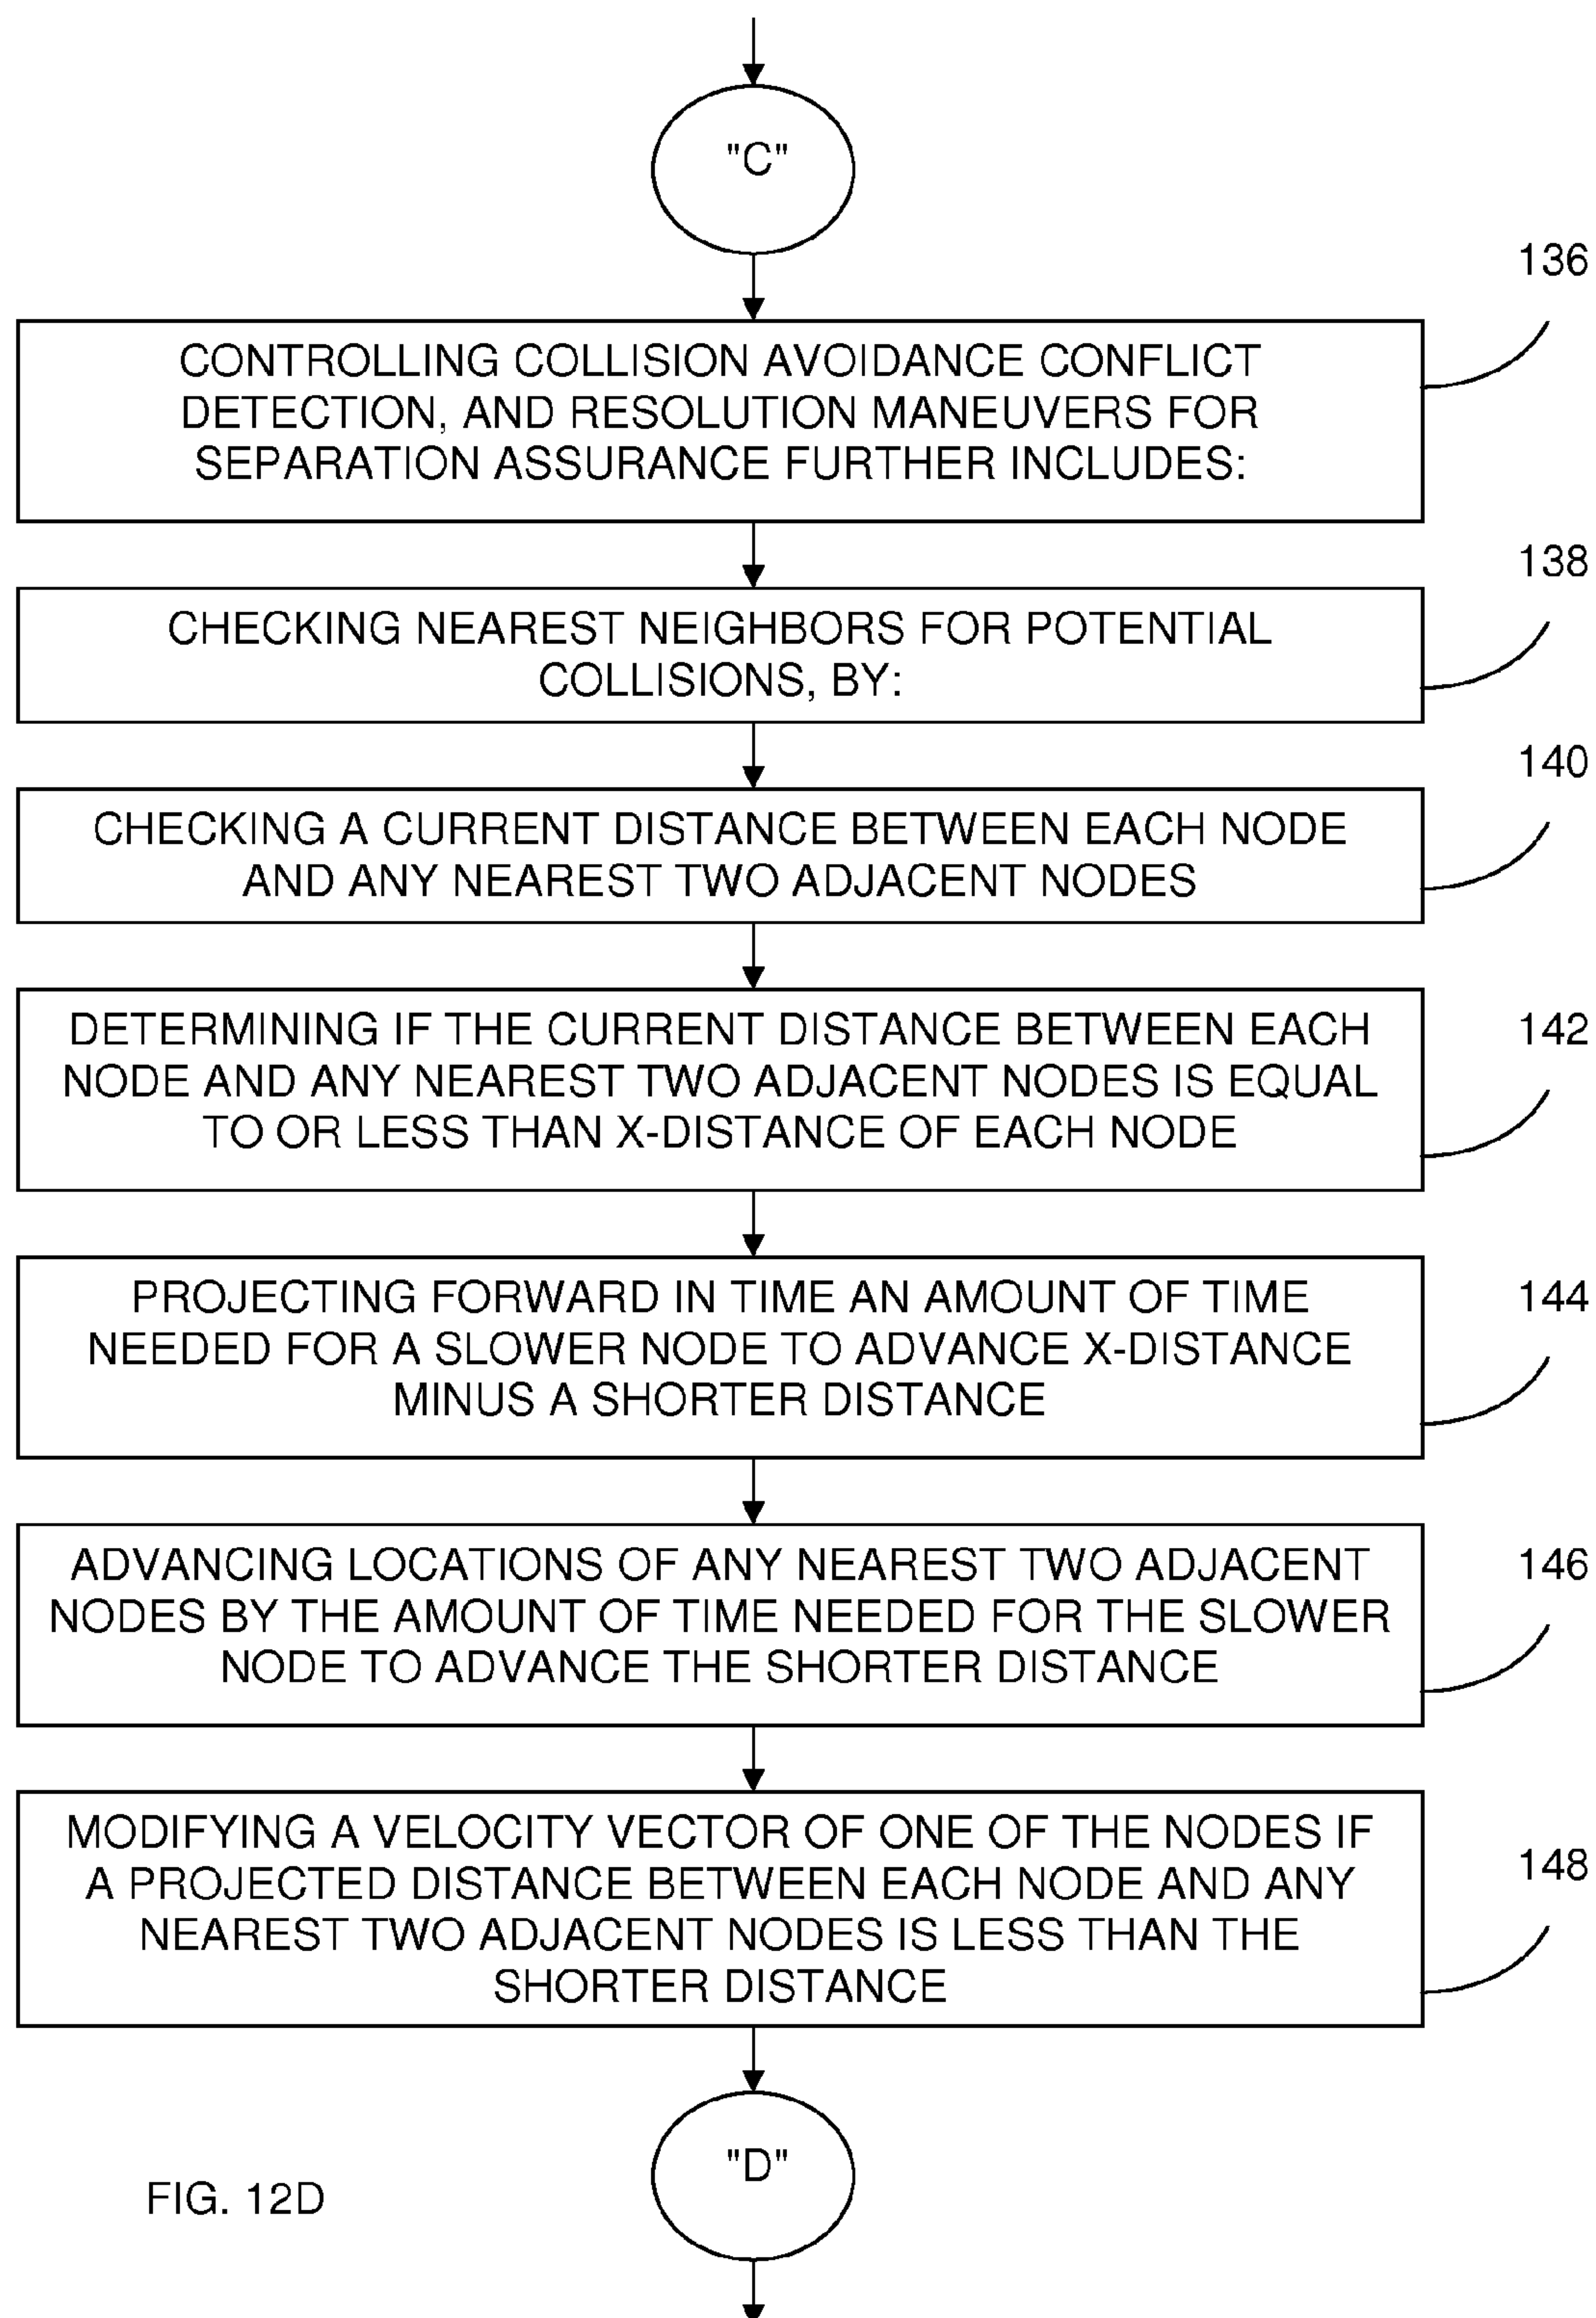 "C"
136
CONTROLLING COLLISION AVOIDANCE CONFLICT
DETECTION, AND RESOLUTION MANEUVERS FOR
SEPARATION ASSURANCE FURTHER INCLUDES:
138
CHECKING NEAREST NEIGHBORS FOR POTENTIAL
COLLISIONS, BY:
140
CHECKING A CURRENT DISTANCE BETWEEN EACH NODE
AND ANY NEAREST TWO ADJACENT NODES
142
DETERMINING IF THE CURRENT DISTANCE BETWEEN EACH
NODE AND ANY NEAREST TWO ADJACENT NODES IS EQUAL
TO OR LESS THAN X-DISTANCE OF EACH NODE
144
PROJECTING FORWARD IN TIME AN AMOUNT OF TIME
NEEDED FOR A SLOWER NODE TO ADVANCE X-DISTANCE
MINUS A SHORTER DISTANCE
146
ADVANCING LOCATIONS OF ANY NEAREST TWO ADJACENT
NODES BY THE AMOUNT OF TIME NEEDED FOR THE SLOWER
NODE TO ADVANCE THE SHORTER DISTANCE
148
MODIFYING A VELOCITY VECTOR OF ONE OF THE NODES IF
A PROJECTED DISTANCE BETWEEN EACH NODE AND ANY
NEAREST TWO ADJACENT NODES IS LESS THAN THE
SHORTER DISTANCE
"D"
FIG. 12D